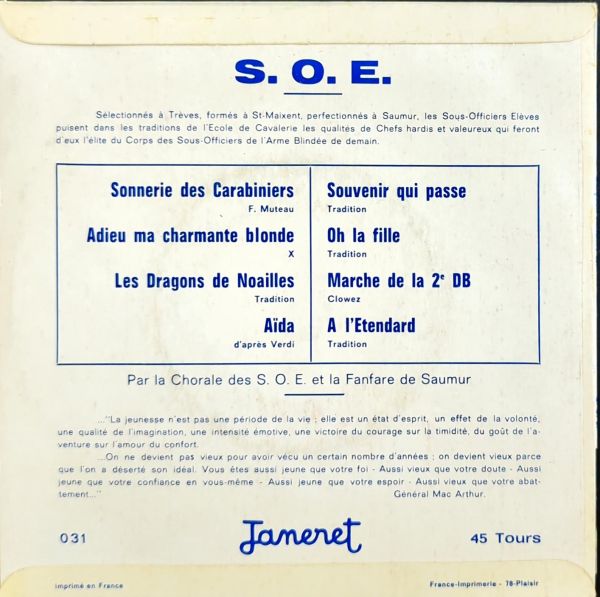 S. O. E.
Sélectionnés à Trèves, formés à St-Maixent, perfectionnés à Saumur, les Sous-Officiers Elèves
puisent dans les traditions de l'Ecole de Cavalerie les qualités de Chefs hardis et valeureux qui feront
d'eux l'élite du Corps des Sous-Officiers de l'Arme Blindée de demain.
Sonnerie des Carabiniers
F. Muteau
Adieu ma charmante blonde
X
Les Dragons de Noailles
Tradition
Aïda
d'après Verdi
Souvenir qui passe
Tradition
Oh la fille
Tradition
Marche de la 2e DB
Clowez
A l'Etendard
Tradition
Par la Chorale des S. O. E. et la Fanfare de Saumur
..."La jeunesse n'est pas une période de la vie ; elle est un état d'esprit, un effet de la volonté,
une qualité de l'imagination, une intensité émotive, une victoire du courage sur la timidité, du goût de l'a-
venture sur l'amour du confort.
...On ne devient pas vieux pour avoir vécu un certain nombre d'années ; on devient vieux parce
que l'on a déserté son idéal. Vous êtes aussi jeune que votre foi - Aussi vieux que votre doute - Aussi
jeune que votre confiance en vous-même - Aussi jeune que votre espoir - Aussi vieux que votre abat-
tement..."
Général Mac Arthur.
031 Janeret 45 Tours
imprimé en France France-Imprimerie - 78-Plaisir